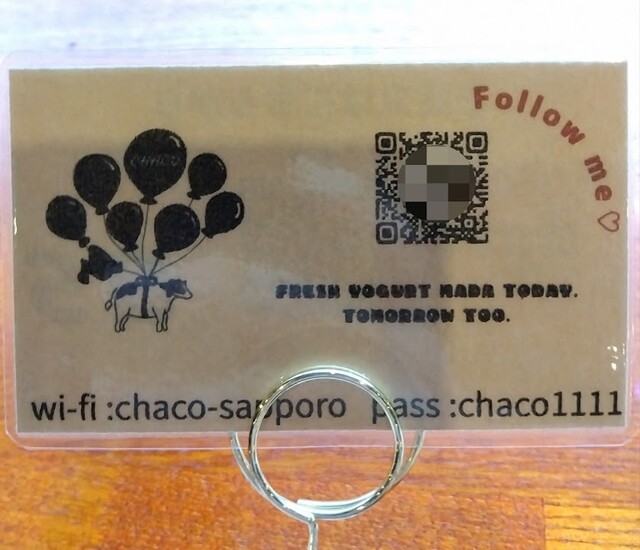 Follow me♡
CHACO
FRESH YOGURT MADA TODAY.
TOMORROW TOO.
wi-fi :chaco-sapporo pass :chaco1111